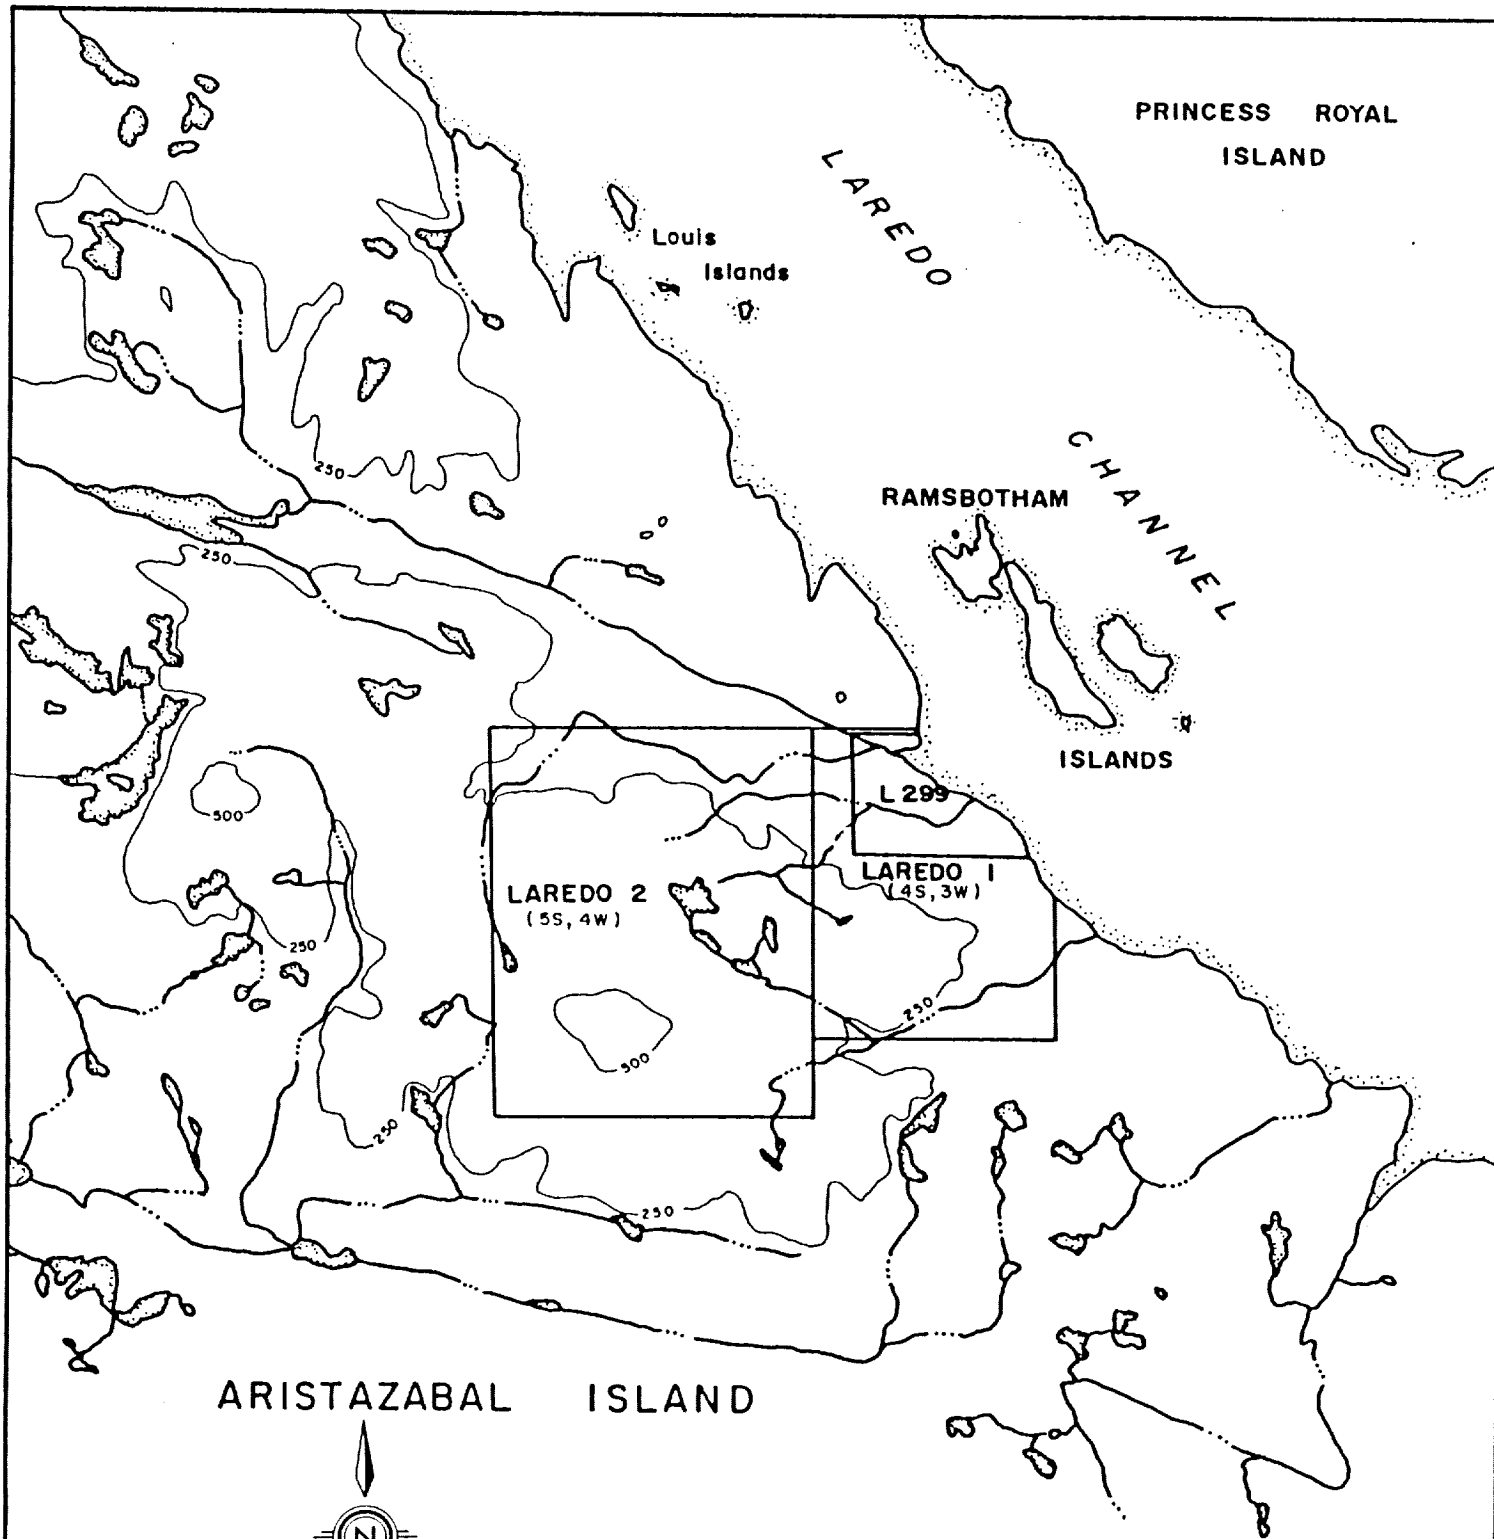 PRINCESS ROYAL
ISLAND
LAREDO
CHANNEL
Louis
Islands
250
RAMSBOTHAM
250
ISLANDS
L 299
500
LAREDO 1
(4S, 3W)
LAREDO 2
(5S, 4W)
250
250
500
250
250
ARISTAZABAL ISLAND
N